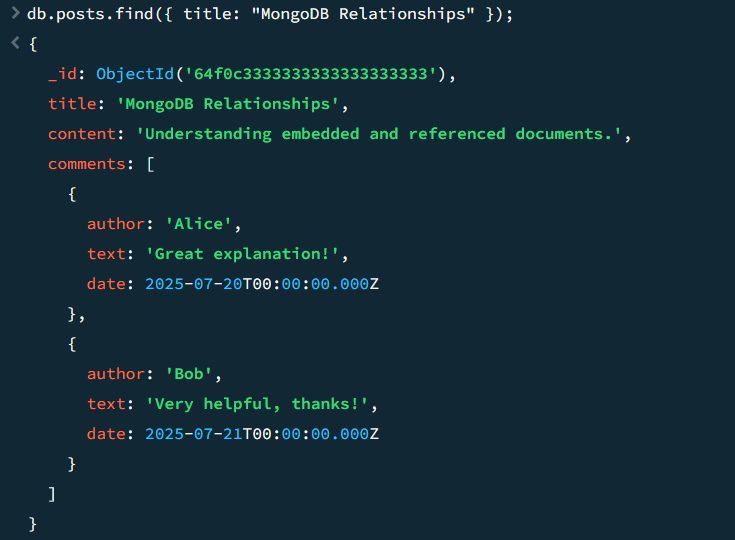 > db.posts.find({ title: "MongoDB Relationships" });
< {
    _id: ObjectId('64f0c3333333333333333333'),
    title: 'MongoDB Relationships',
    content: 'Understanding embedded and referenced documents.',
    comments: [
      {
        author: 'Alice',
        text: 'Great explanation!',
        date: 2025-07-20T00:00:00.000Z
      },
      {
        author: 'Bob',
        text: 'Very helpful, thanks!',
        date: 2025-07-21T00:00:00.000Z
      }
    ]
  }